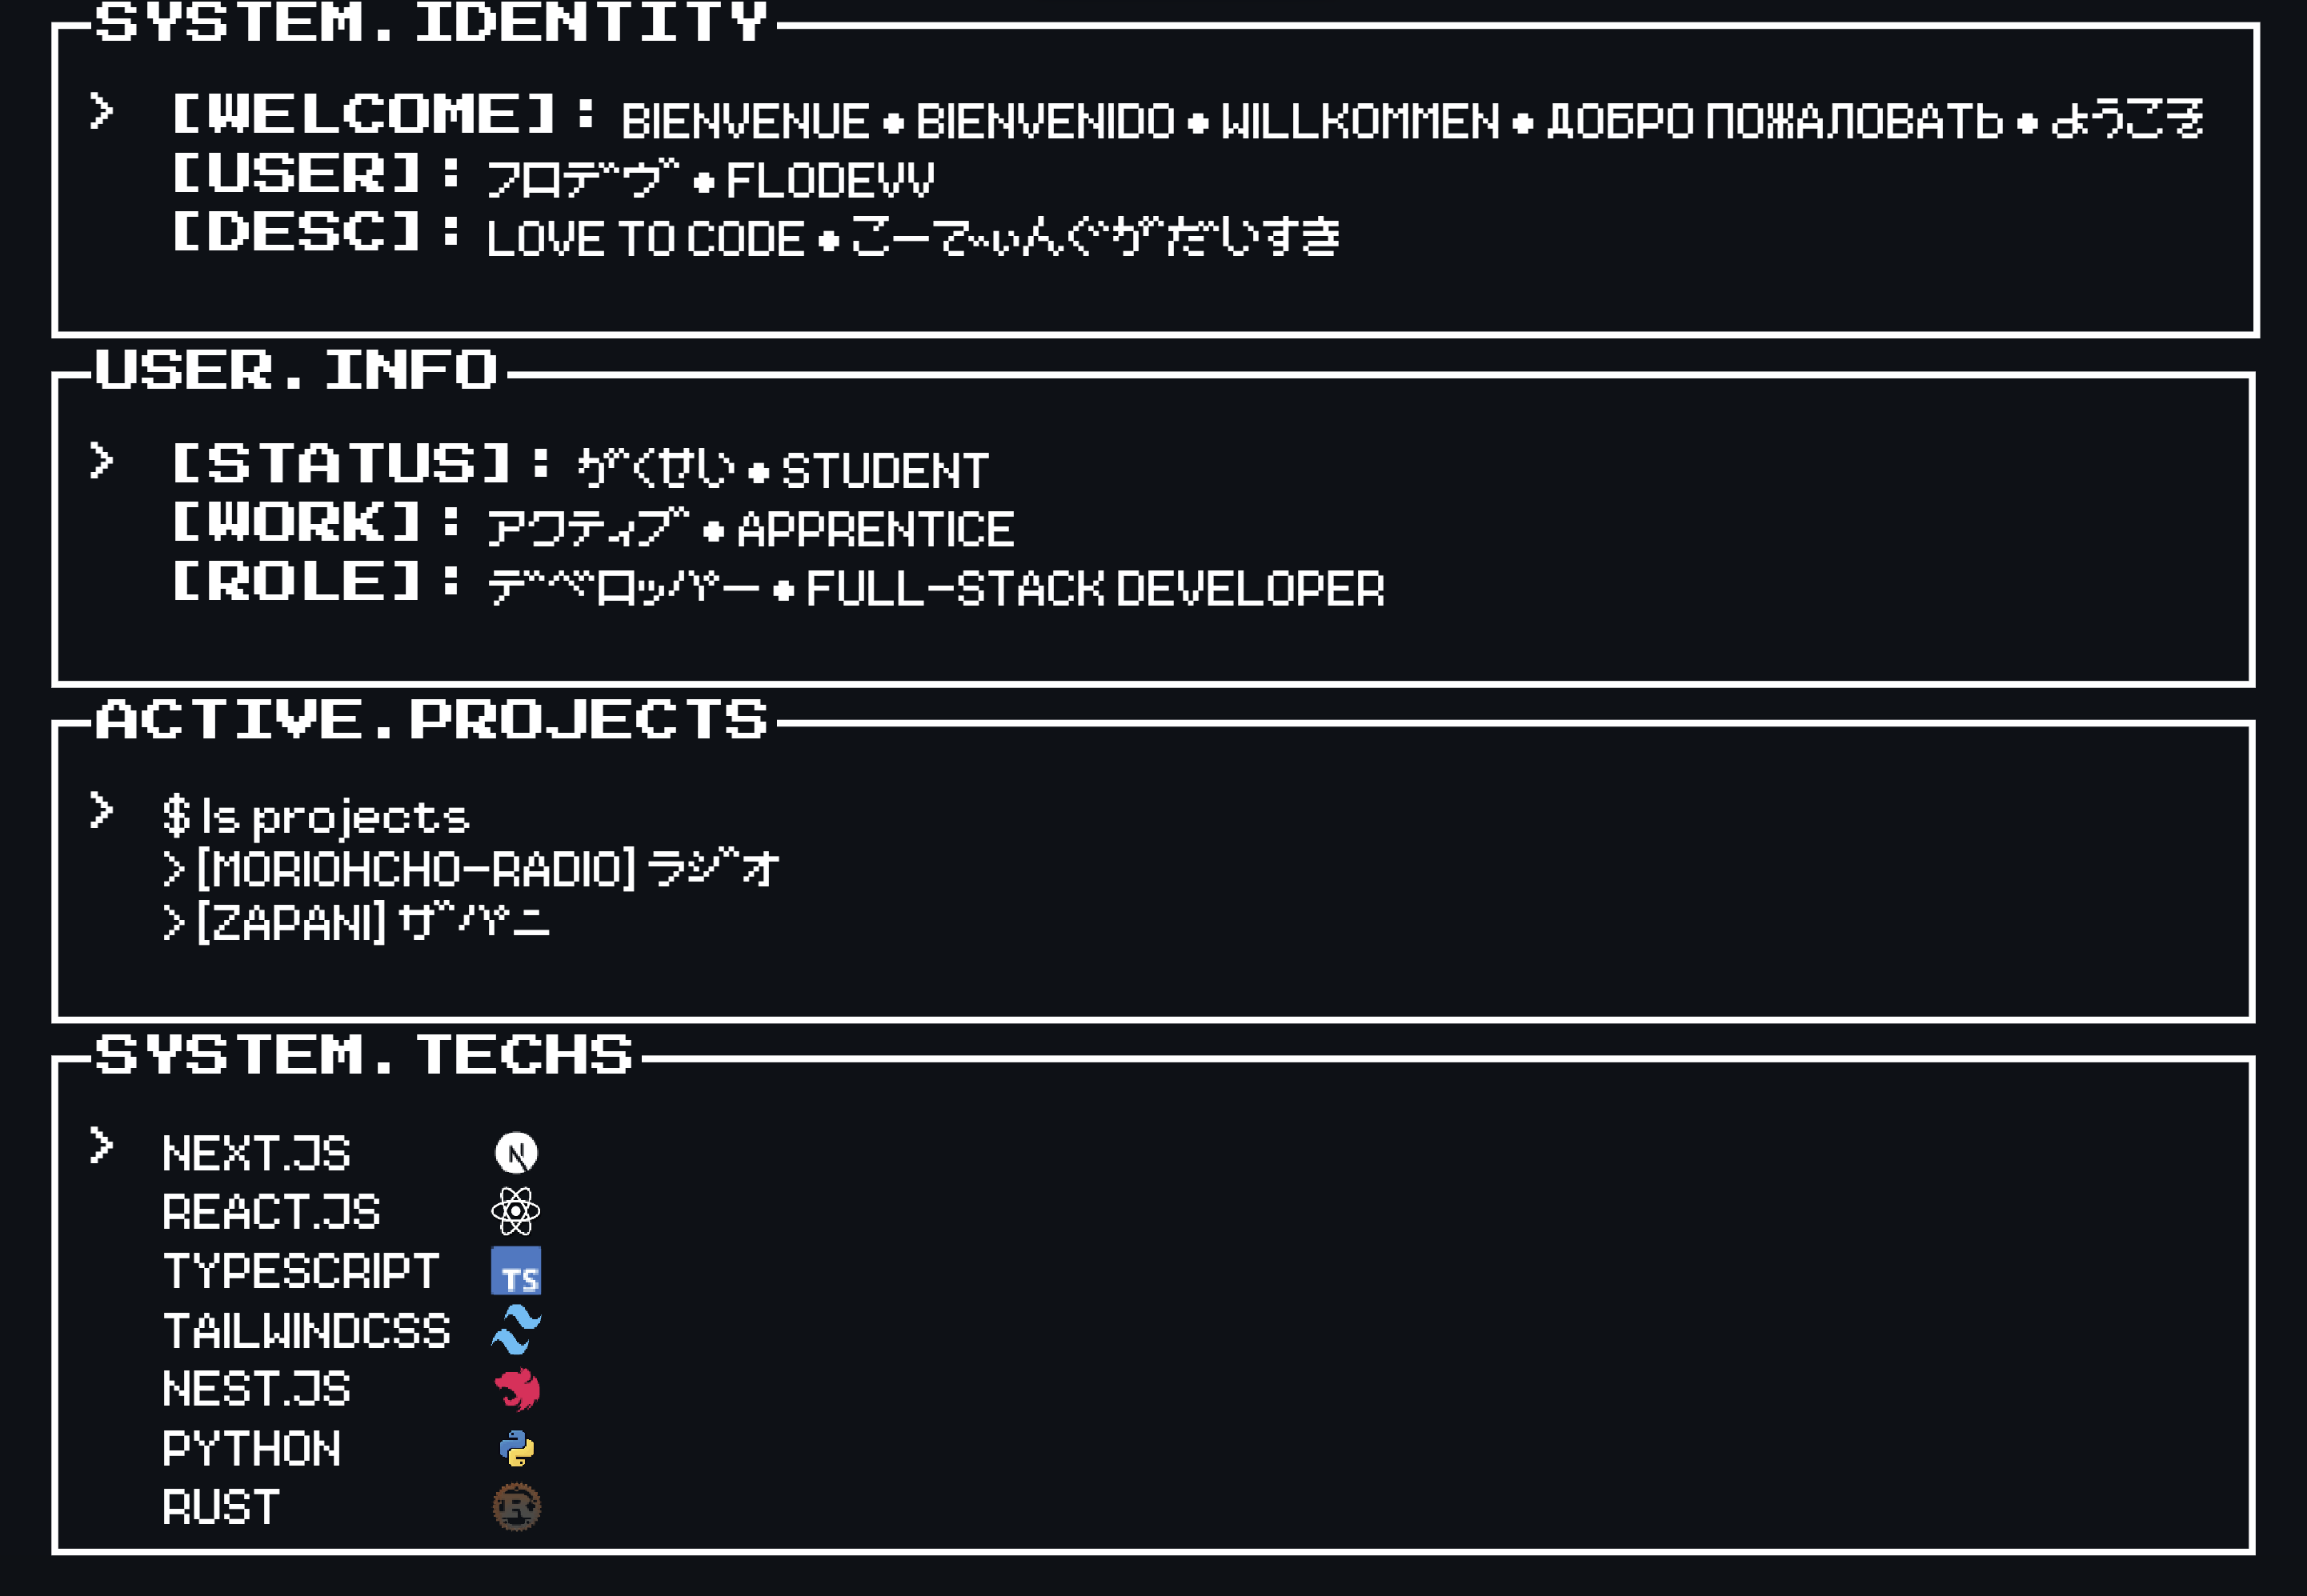 SYSTEM.IDENTITY
> [WELCOME]: BIENVENUE • BIENVENIDO • WILLKOMMEN • ДОБРО ПОЖАЛОВАТЬ • ようこそ
[USER]: フロデヴ • FLODEVV
[DESC]: LOVE TO CODE • こーでぃんぐがだいすき
USER.INFO
> [STATUS]: がくせい • STUDENT
[WORK]: アクティブ • APPRENTICE
[ROLE]: デベロッパー • FULL-STACK DEVELOPER
ACTIVE.PROJECTS
> $ ls projects
> [MORIOHCHO-RADIO] ラジオ
> [ZAPANI] ザパニ
SYSTEM.TECHS
> NEXT.JS N
REACT.JS
TYPESCRIPT TS
TAILWINDCSS
NEST.JS
PYTHON
RUST R